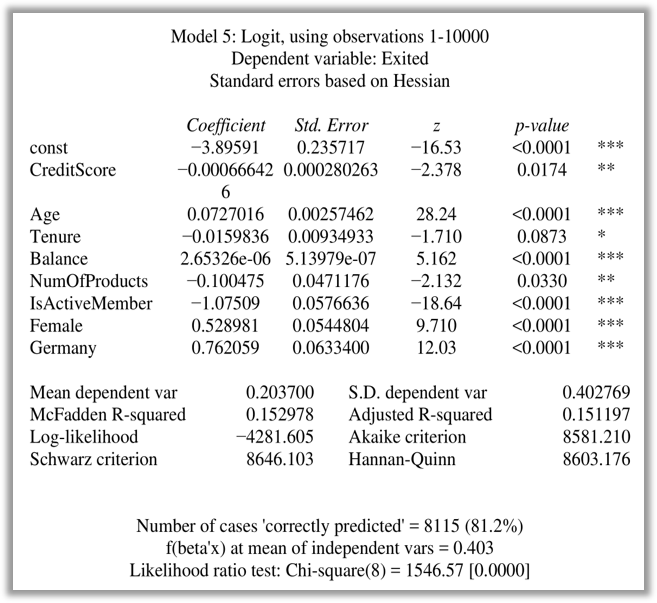 Model 5: Logit, using observations 1-10000
Dependent variable: Exited
Standard errors based on Hessian
Coefficient Std. Error z p-value
const −3.89591 0.235717 −16.53 <0.0001 ***
CreditScore −0.00066642 0.000280263 −2.378 0.0174 **
6
Age 0.0727016 0.00257462 28.24 <0.0001 ***
Tenure −0.0159836 0.00934933 −1.710 0.0873 *
Balance 2.65326e-06 5.13979e-07 5.162 <0.0001 ***
NumOfProducts −0.100475 0.0471176 −2.132 0.0330 **
IsActiveMember −1.07509 0.0576636 −18.64 <0.0001 ***
Female 0.528981 0.0544804 9.710 <0.0001 ***
Germany 0.762059 0.0633400 12.03 <0.0001 ***
Mean dependent var 0.203700 S.D. dependent var 0.402769
McFadden R-squared 0.152978 Adjusted R-squared 0.151197
Log-likelihood −4281.605 Akaike criterion 8581.210
Schwarz criterion 8646.103 Hannan-Quinn 8603.176
Number of cases 'correctly predicted' = 8115 (81.2%)
f(beta'x) at mean of independent vars = 0.403
Likelihood ratio test: Chi-square(8) = 1546.57 [0.0000]